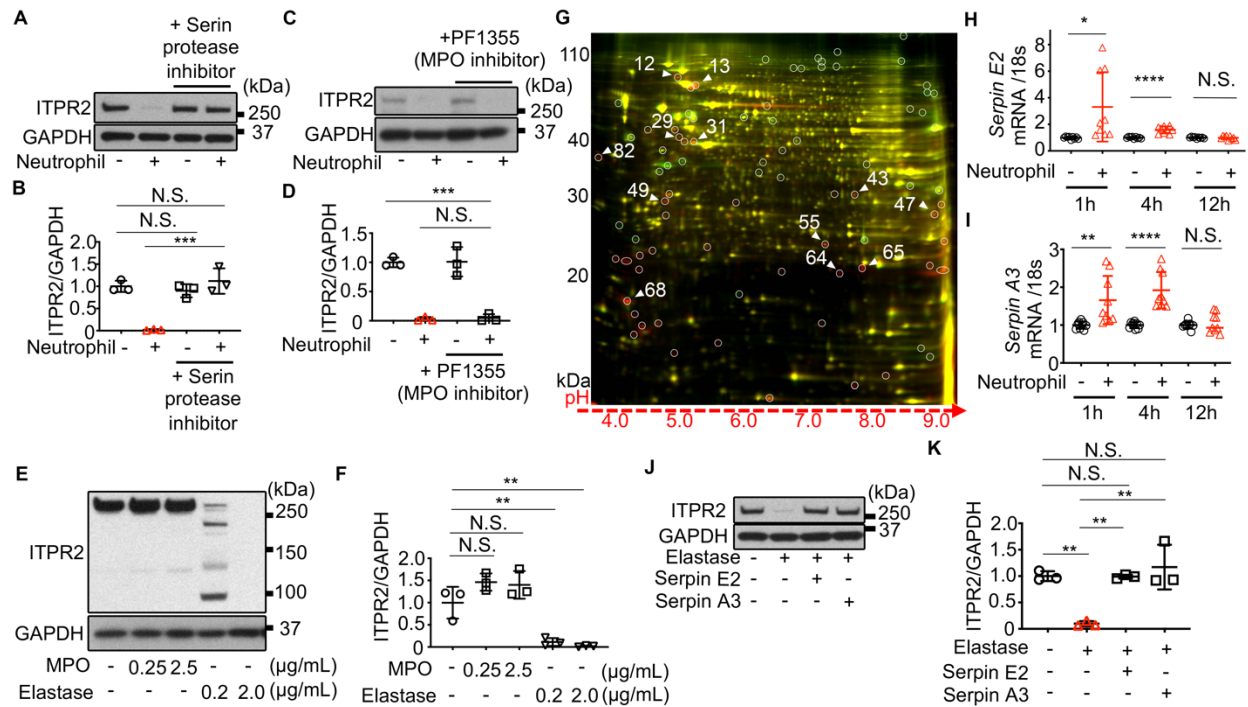 A
+ Serin
protease
inhibitor
(kDa)
ITPR2
250
GAPDH
37
Neutrophil - + - +
B
N.S.
N.S.
***
ITPR2/GAPDH
2.0
1.5
1.0
0.5
0
Neutrophil - + - +
+ Serin
protease
inhibitor
C
+PF1355
(MPO inhibitor)
(kDa)
ITPR2
250
GAPDH
37
Neutrophil - + - +
D
***
N.S.
ITPR2/GAPDH
1.5
1.0
0.5
0
Neutrophil - + - +
+ PF1355
(MPO inhibitor)
E
(kDa)
ITPR2
250
150
100
GAPDH
37
MPO - 0.25 2.5 - - (μg/mL)
Elastase - - - 0.2 2.0 (μg/mL)
F
**
**
N.S.
N.S.
ITPR2/GAPDH
2.0
1.5
1.0
0.5
0
MPO - 0.25 2.5 - - (μg/mL)
Elastase - - - 0.2 2.0 (μg/mL)
G
110
40
30
20
kDa
pH
12
13
29
31
82
49
43
47
55
64
65
68
4.0 5.0 6.0 7.0 8.0 9.0
H
Serpin E2
mRNA /18s
8
6
4
2
0
*
****
N.S.
Neutrophil - + - + - +
1h 4h 12h
I
Serpin A3
mRNA /18s
3
2
1
0
**
****
N.S.
Neutrophil - + - + - +
1h 4h 12h
J
(kDa)
ITPR2
250
GAPDH
37
Elastase - + + +
Serpin E2 - - + -
Serpin A3 - - - +
K
N.S.
N.S.
**
**
**
ITPR2/GAPDH
2.0
1.5
1.0
0.5
0
Elastase - + + +
Serpin E2 - - + -
Serpin A3 - - - +